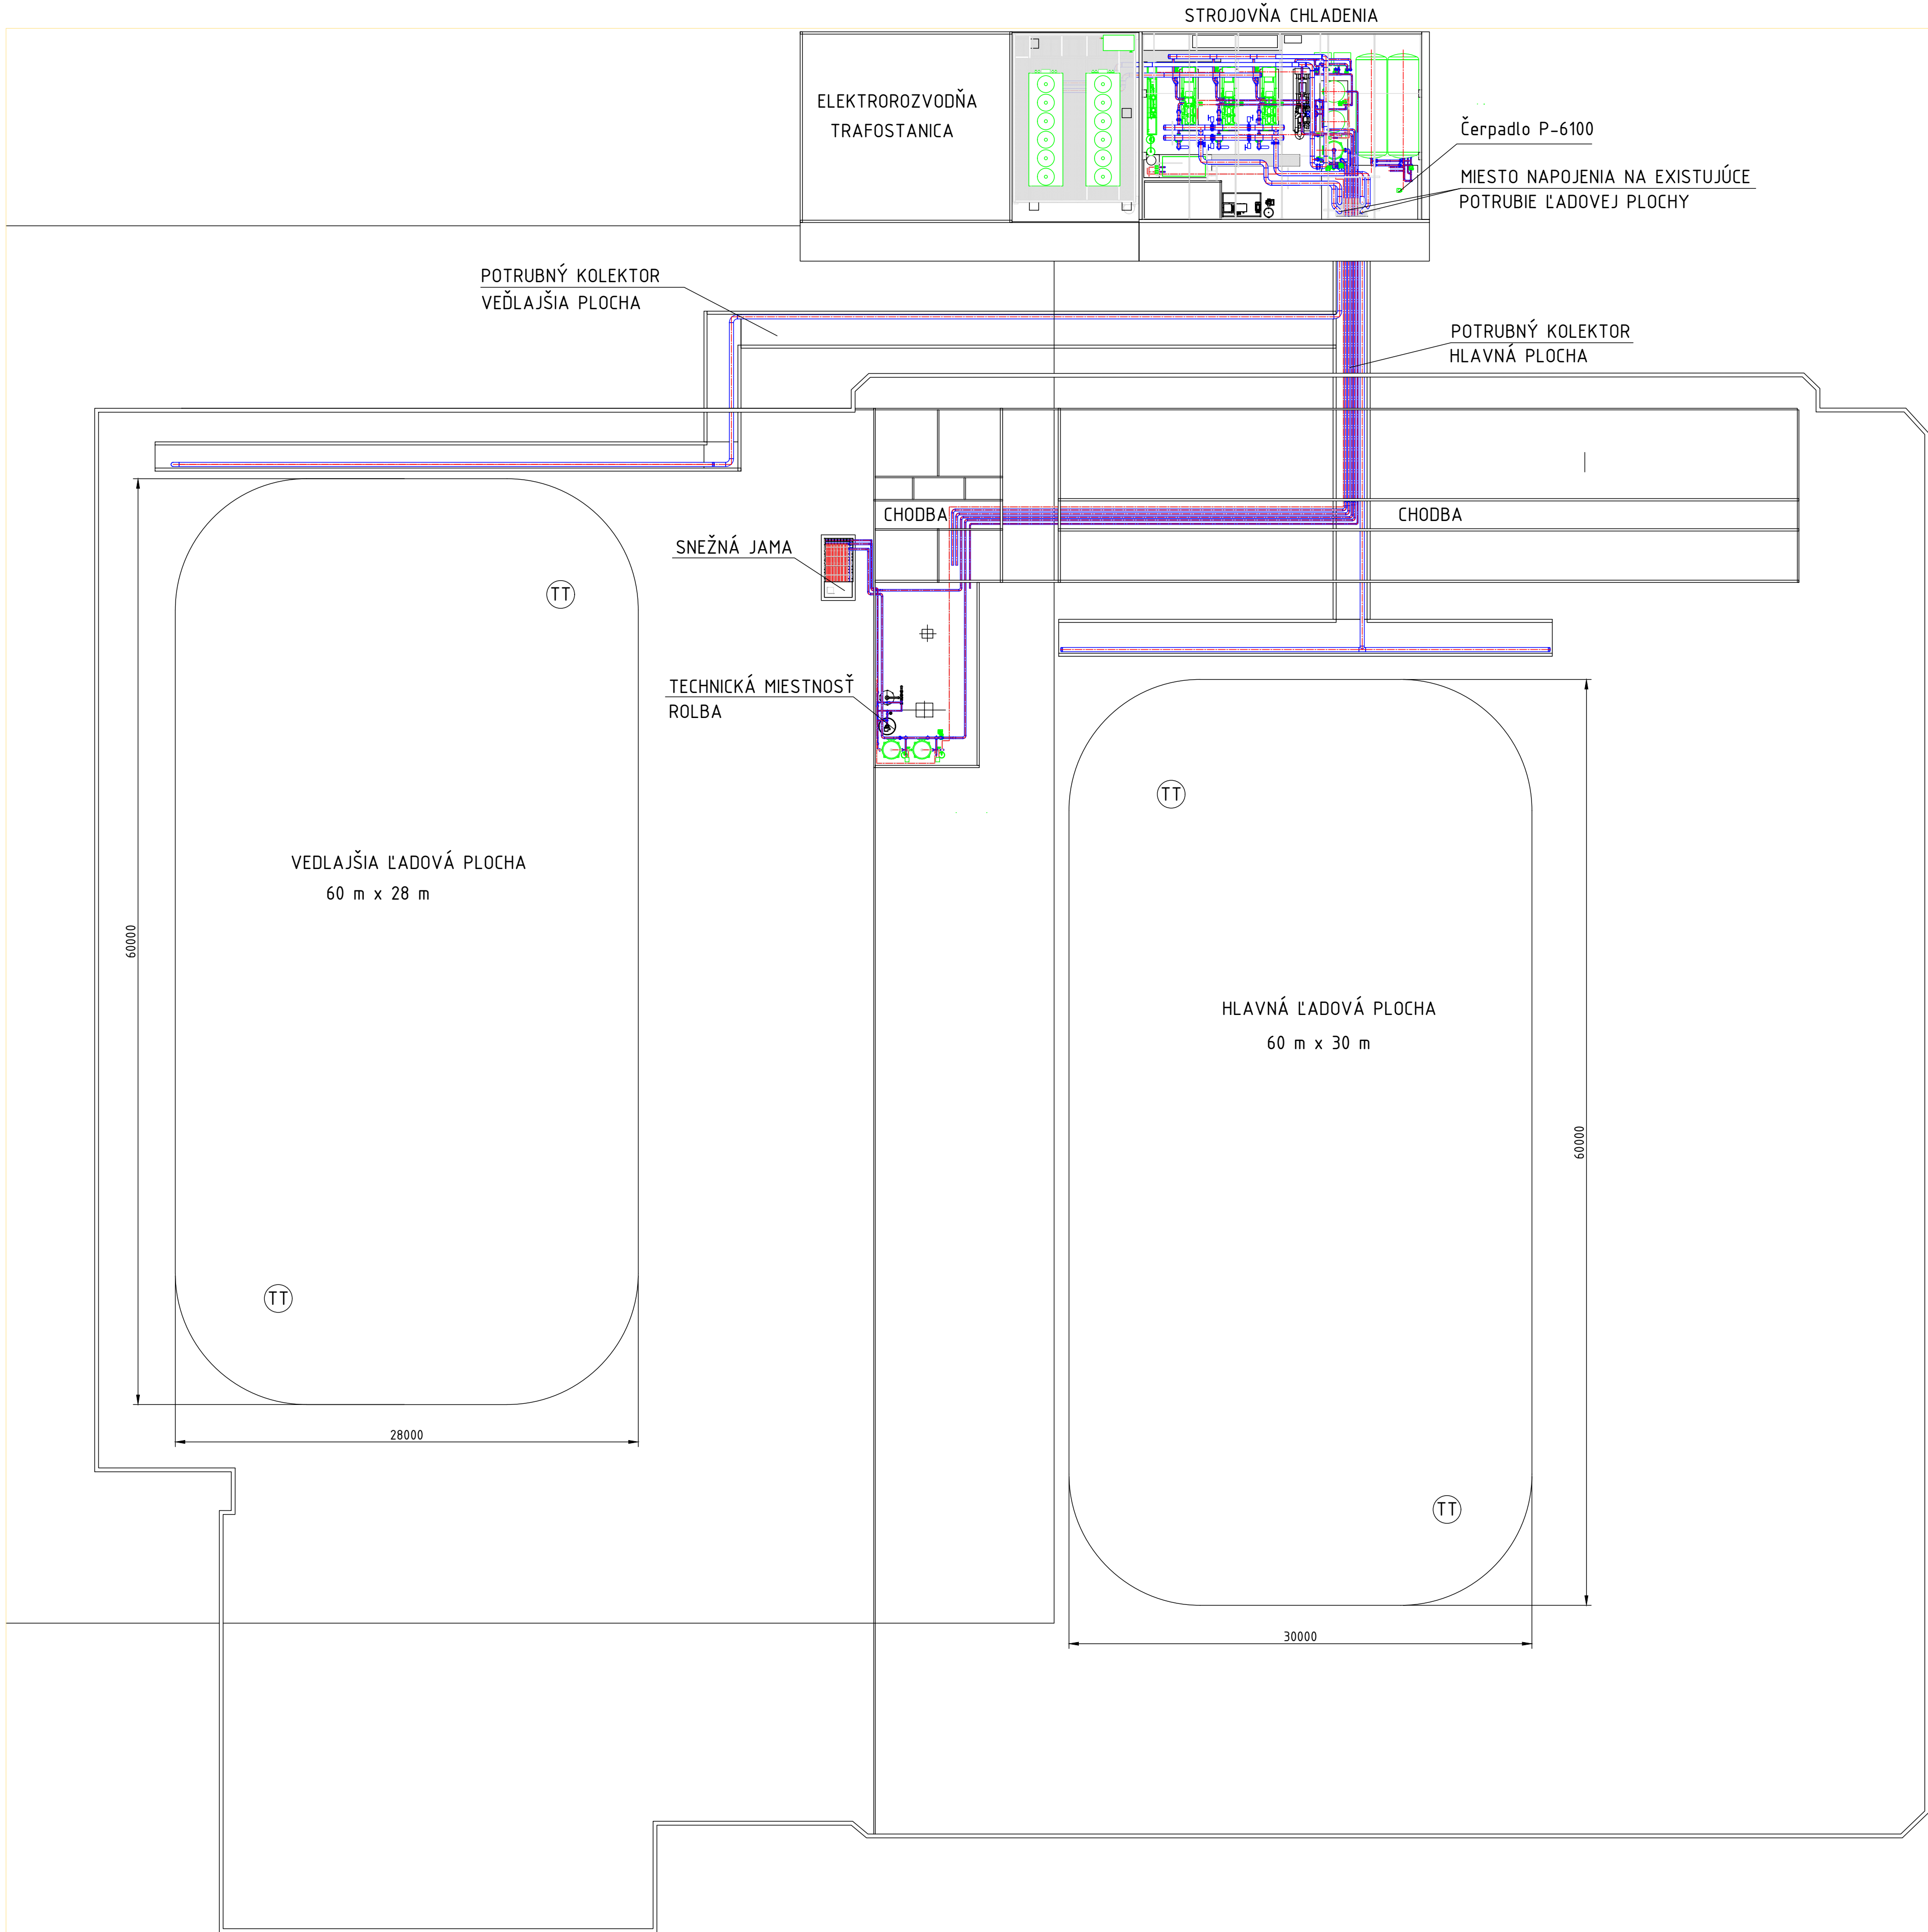 STROJOVŇA CHLADENIA
ELEKTROROZVODŇA
TRAFOSTANICA
Čerpadlo P-6100
MIESTO NAPOJENIA NA EXISTUJÚCE
POTRUBIE ĽADOVEJ PLOCHY
POTRUBNÝ KOLEKTOR
VEĎLAJŠIA PLOCHA
POTRUBNÝ KOLEKTOR
HLAVNÁ PLOCHA
CHODBA
CHODBA
SNEŽNÁ JAMA
TT
TECHNICKÁ MIESTNOSŤ
ROLBA
TT
VEDLAJŠIA ĽADOVÁ PLOCHA
60 m x 28 m
60000
HLAVNÁ ĽADOVÁ PLOCHA
60 m x 30 m
60000
TT
28000
TT
30000